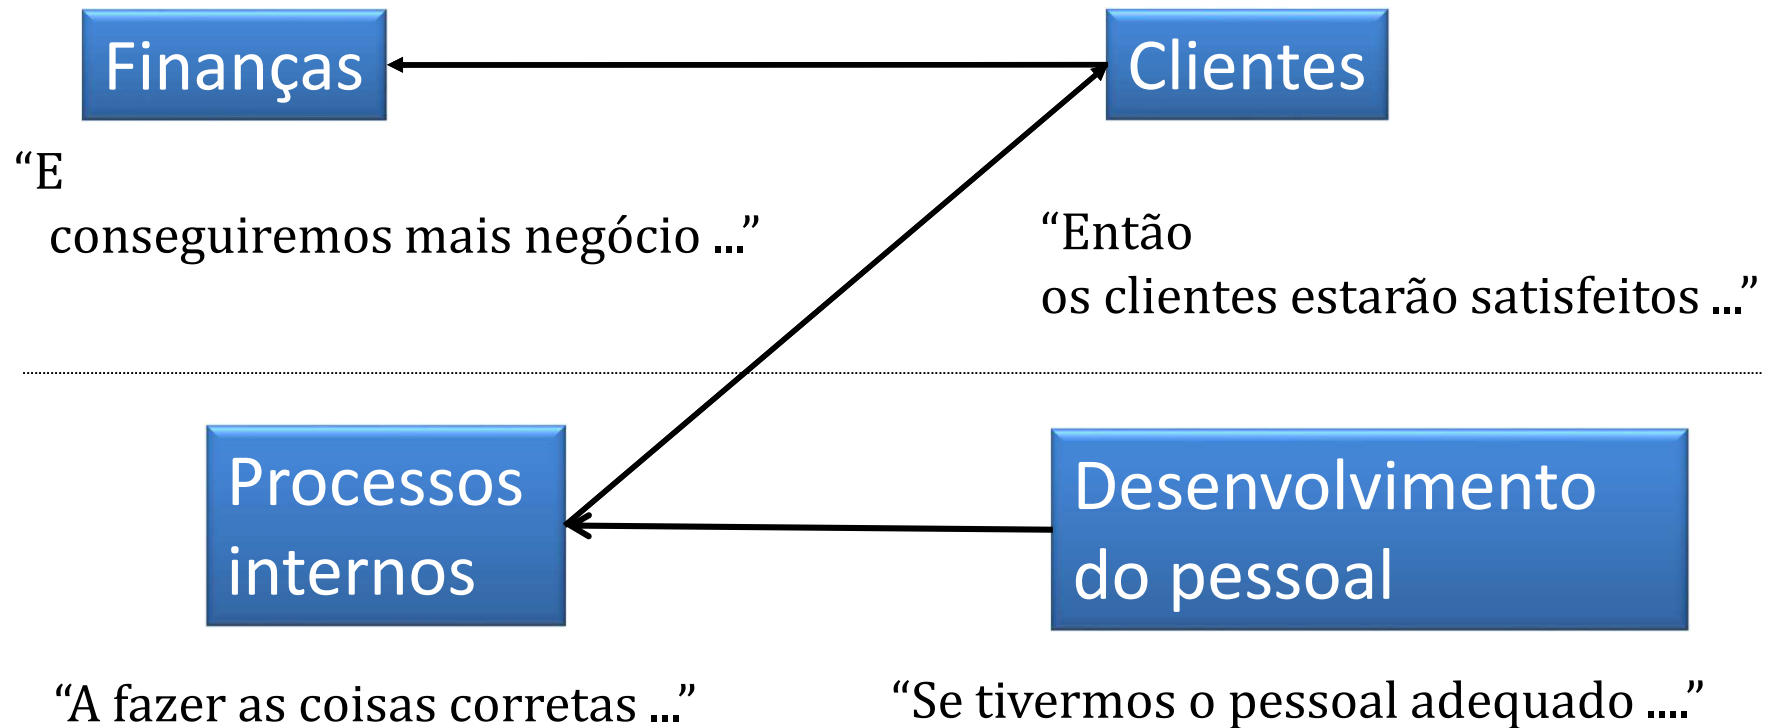 Finanças
Clientes
“E
conseguiremos mais negócio ...”
“Então
os clientes estarão satisfeitos ...”
Processos
internos
Desenvolvimento
do pessoal
“A fazer as coisas corretas ...”
“Se tivermos o pessoal adequado ....”